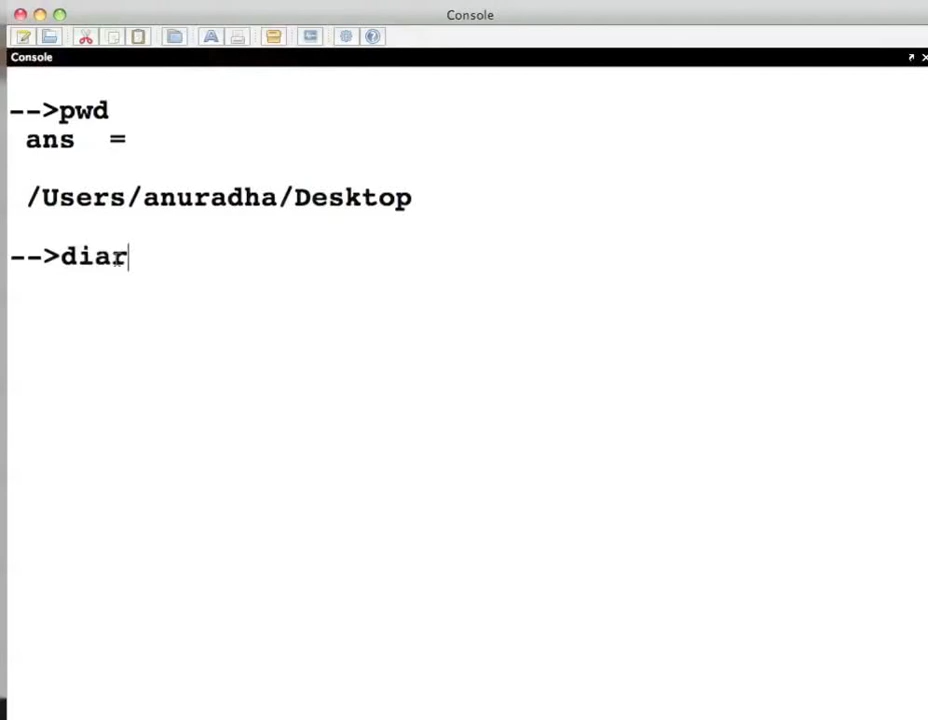 Console
Console
-->pwd
ans =
/Users/anuradha/Desktop
-->diar